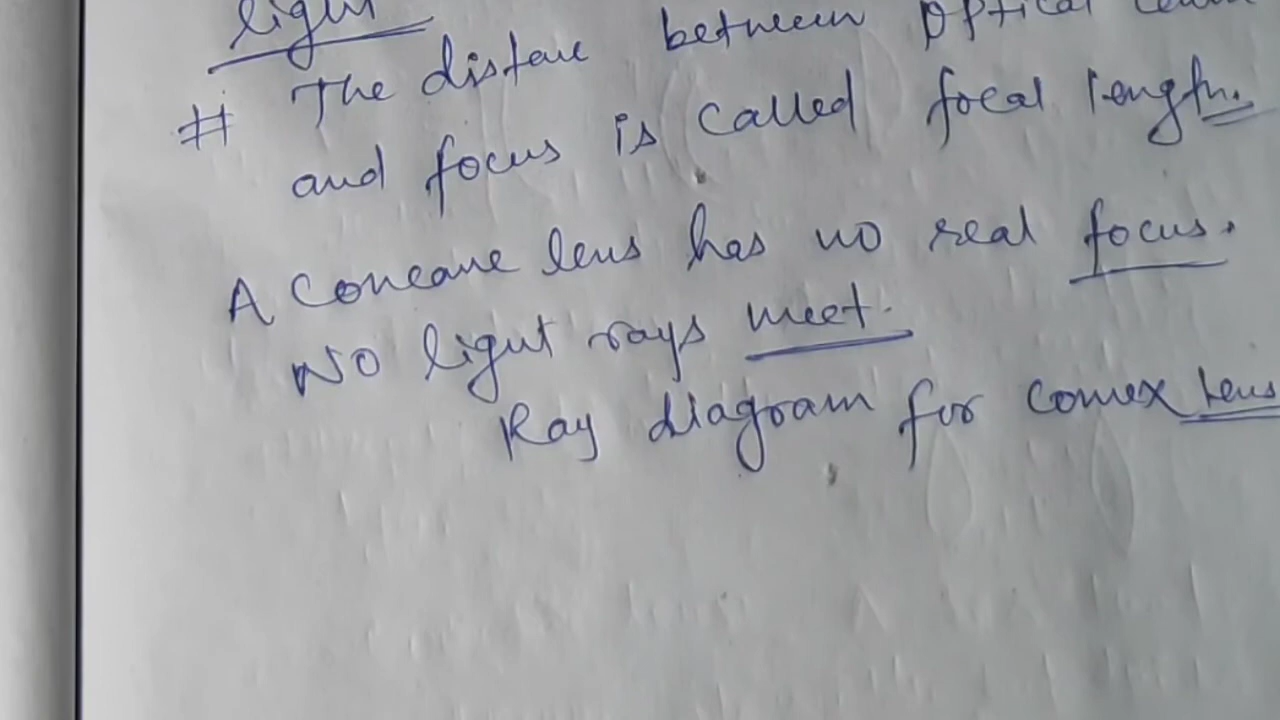 light
# The distance between optical
and focus is called focal length.
A Concave lens has no real focus.
No light rays meet.
Ray diagram for convex lens